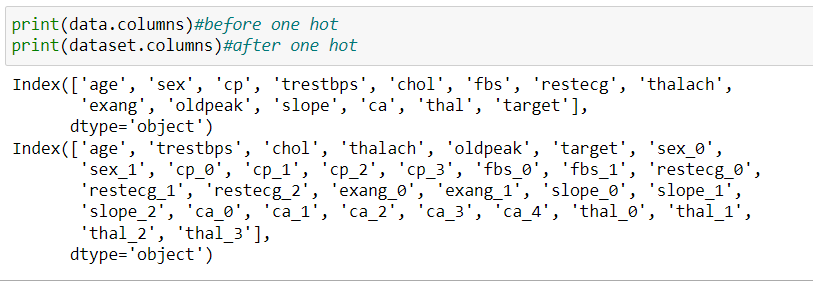 print(data.columns)#before one hot
print(dataset.columns)#after one hot
Index(['age', 'sex', 'cp', 'trestbps', 'chol', 'fbs', 'restecg', 'thalach',
'exang', 'oldpeak', 'slope', 'ca', 'thal', 'target'],
dtype='object')
Index(['age', 'trestbps', 'chol', 'thalach', 'oldpeak', 'target', 'sex_0',
'sex_1', 'cp_0', 'cp_1', 'cp_2', 'cp_3', 'fbs_0', 'fbs_1', 'restecg_0',
'restecg_1', 'restecg_2', 'exang_0', 'exang_1', 'slope_0', 'slope_1',
'slope_2', 'ca_0', 'ca_1', 'ca_2', 'ca_3', 'ca_4', 'thal_0', 'thal_1',
'thal_2', 'thal_3'],
dtype='object')